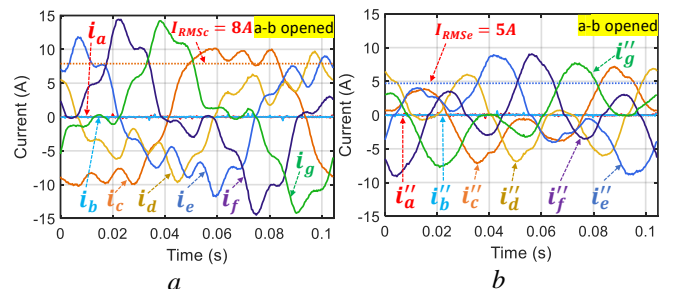 a-b opened
I_RMSc = 8A
i_a
i_b
i_c
i_d
i_e
i_f
i_g
Current (A)
15
10
5
0
-5
-10
-15
0
0.02
0.04
0.06
0.08
0.1
Time (s)
a
a-b opened
I_RMSe = 5A
i''_g
i''_a
i''_b
i''_c
i''_d
i''_f
i''_e
Current (A)
15
10
5
0
-5
-10
-15
0
0.02
0.04
0.06
0.08
0.1
Time (s)
b